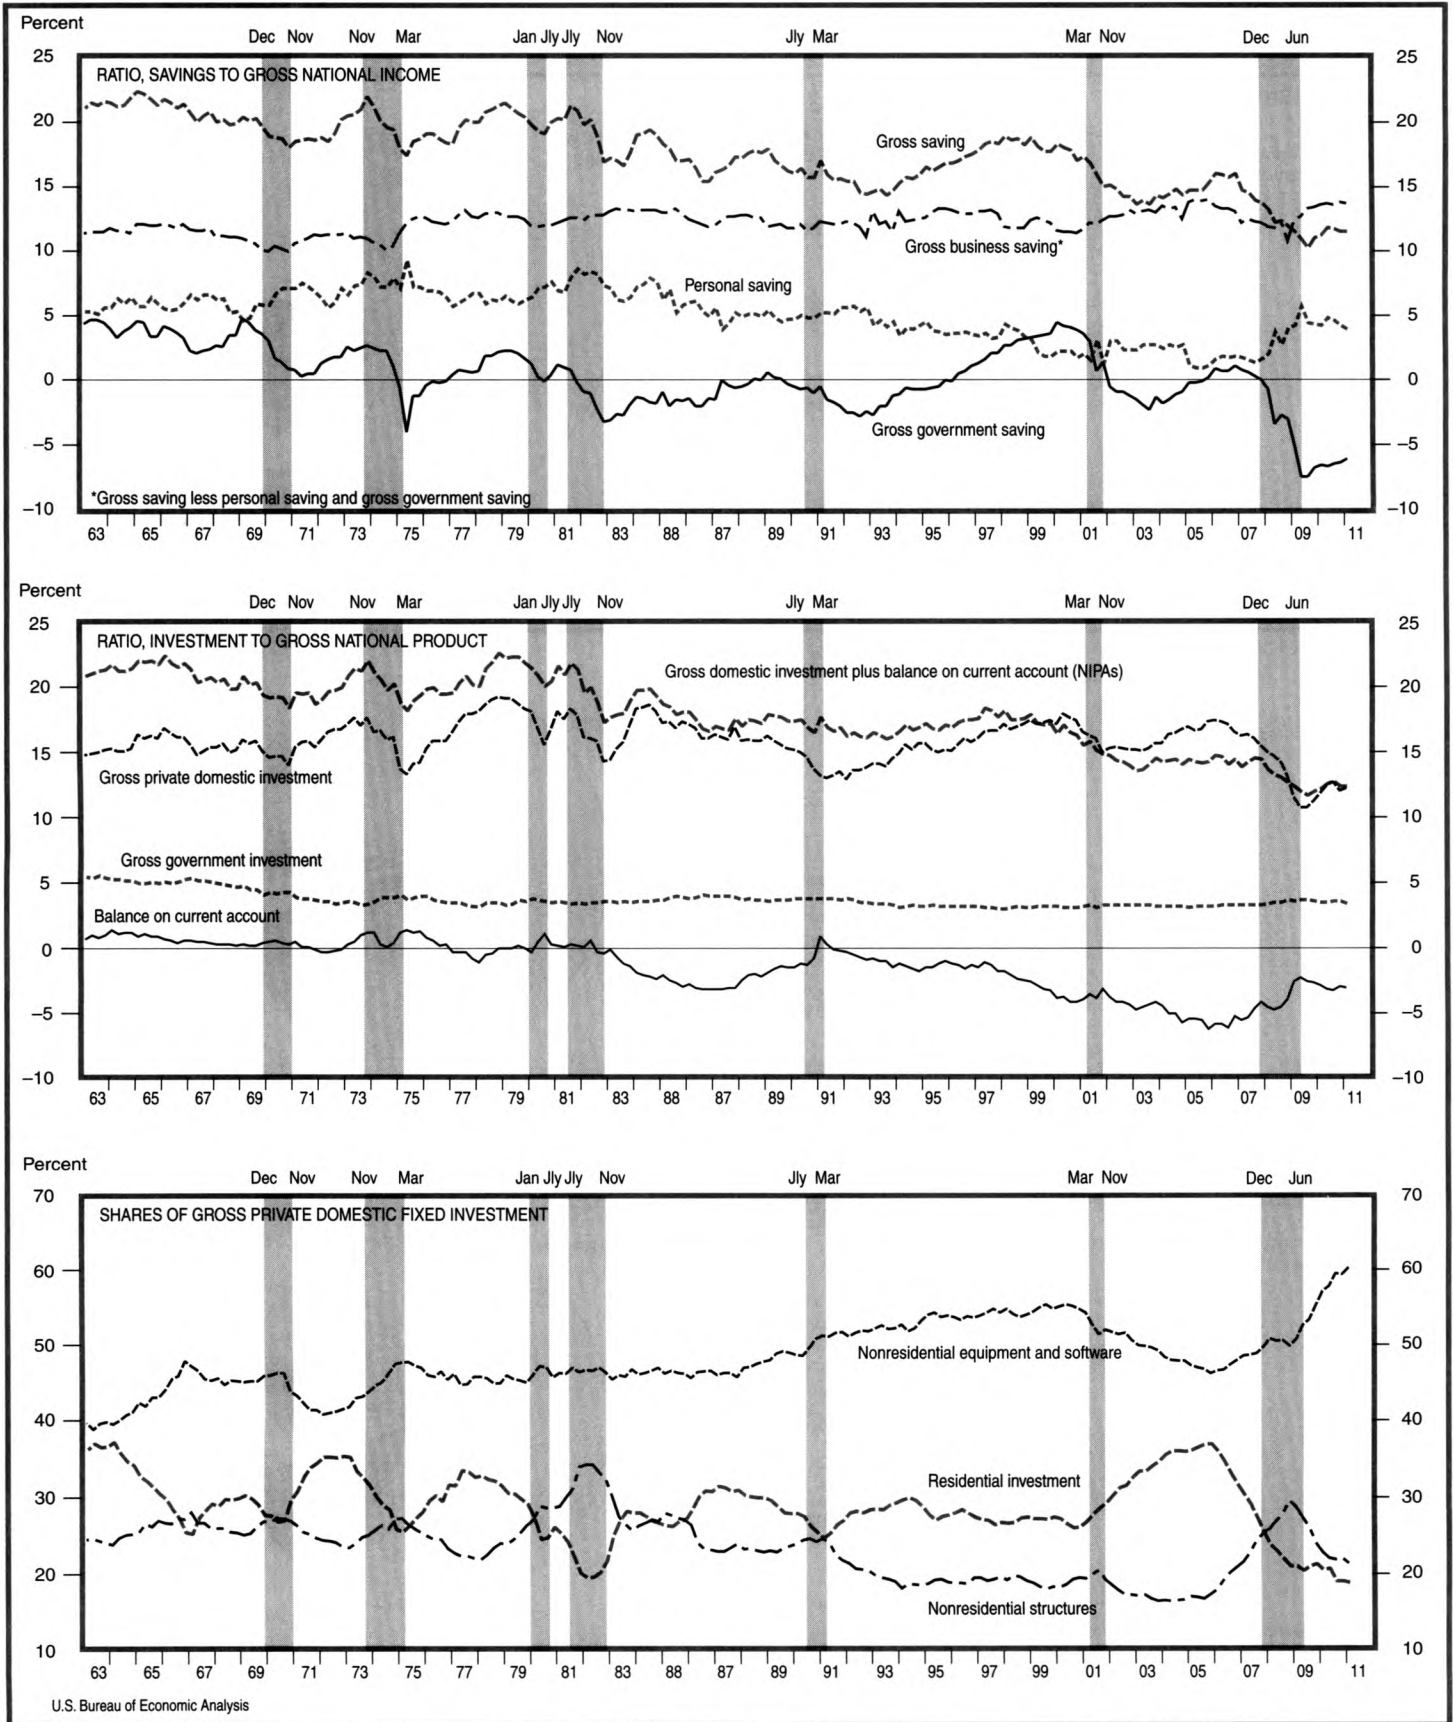 Percent
Dec Nov Nov Mar Jan Jly Jly Nov Jly Mar Mar Nov Dec Jun
25 25
RATIO, SAVINGS TO GROSS NATIONAL INCOME
20 20
Gross saving
15 15
Gross business saving*
10 10
Personal saving
5 5
0 0
Gross government saving
–5 –5
*Gross saving less personal saving and gross government saving
–10 –10
63 65 67 69 71 73 75 77 79 81 83 85 87 89 91 93 95 97 99 01 03 05 07 09 11
Percent
Dec Nov Nov Mar Jan Jly Jly Nov Jly Mar Mar Nov Dec Jun
25 25
RATIO, INVESTMENT TO GROSS NATIONAL PRODUCT
Gross domestic investment plus balance on current account (NIPAs)
20 20
15 15
Gross private domestic investment
10 10
Gross government investment
5 5
Balance on current account
0 0
–5 –5
–10 –10
63 65 67 69 71 73 75 77 79 81 83 86 88 87 89 91 93 95 97 99 01 03 05 07 09 11
Percent
Dec Nov Nov Mar Jan Jly Jly Nov Jly Mar Mar Nov Dec Jun
70 70
SHARES OF GROSS PRIVATE DOMESTIC FIXED INVESTMENT
60 60
50 50
Nonresidential equipment and software
40 40
Residential investment
30 30
20 20
Nonresidential structures
10 10
63 65 67 69 71 73 75 77 79 81 83 88 86 87 89 91 93 95 97 99 01 03 05 07 09 11
U.S. Bureau of Economic Analysis